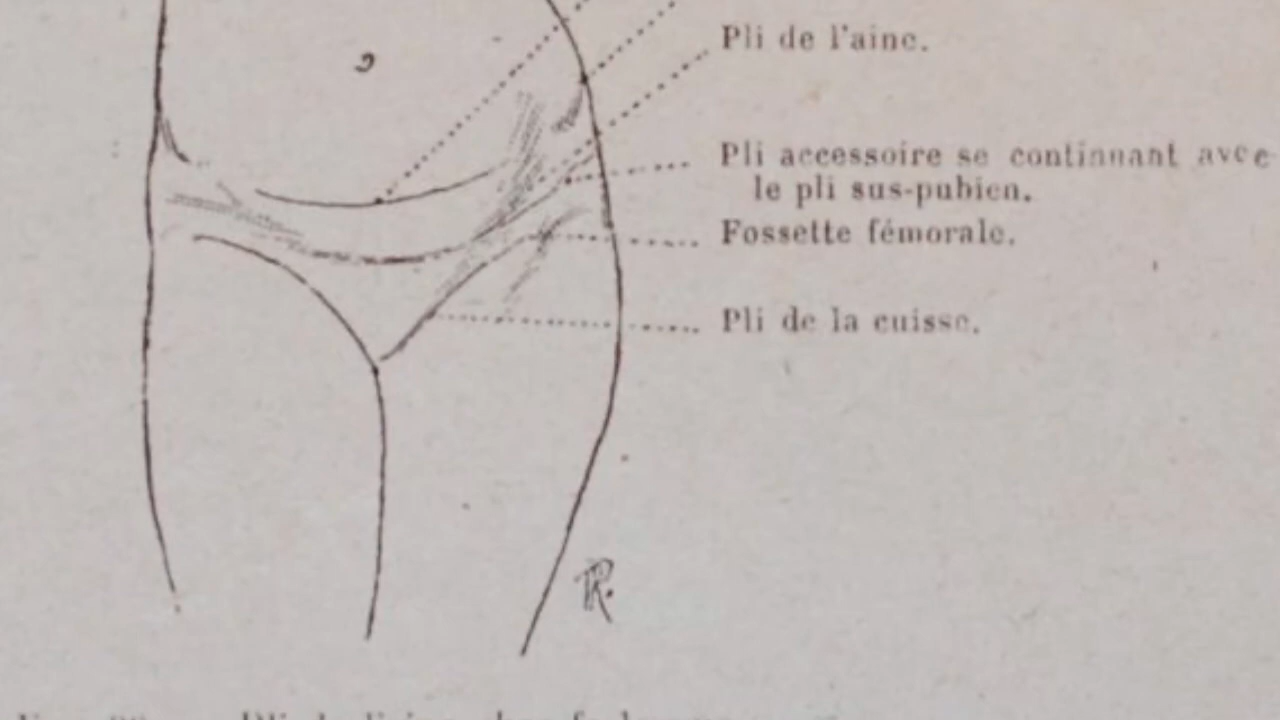 Pli de l'aine.
Pli accessoire se continuant avec
le pli sus-pubien.
Fossette fémorale.
Pli de la cuisse.
R.